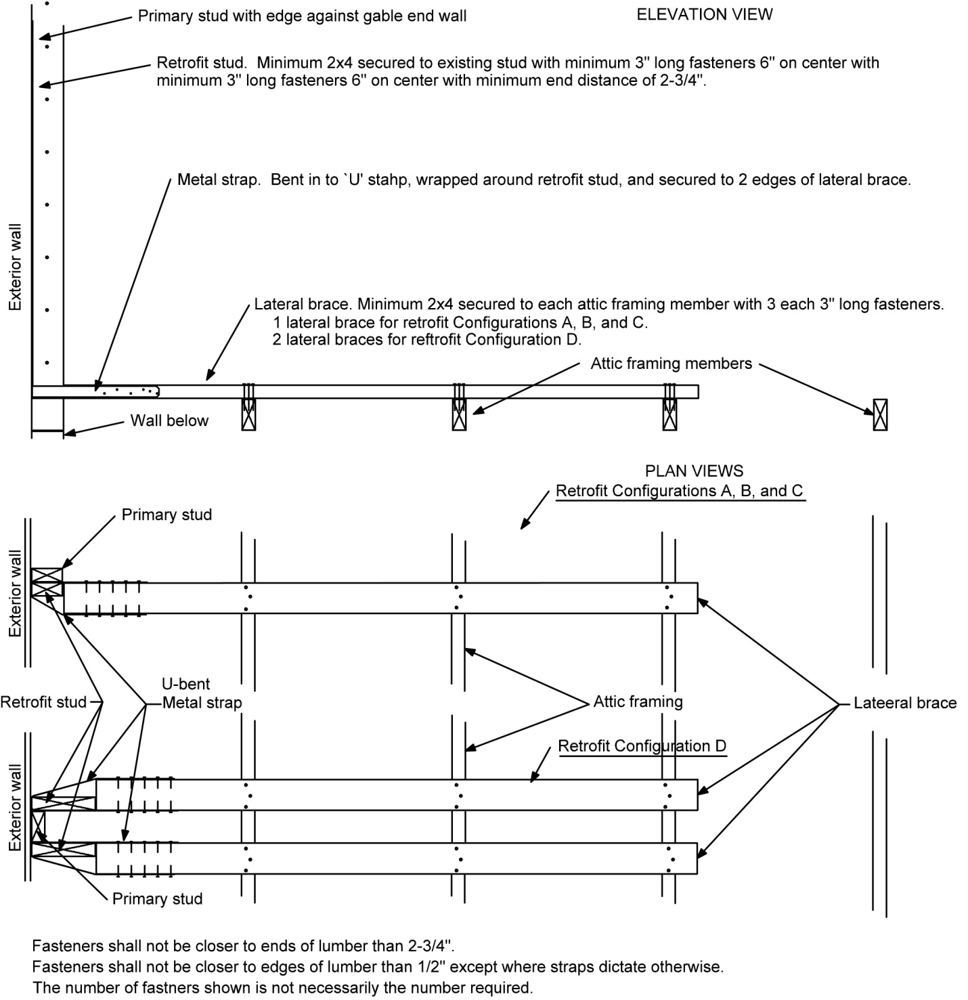 Primary stud with edge against gable end wall
ELEVATION VIEW
Retrofit stud.  Minimum 2x4 secured to existing stud with minimum 3" long fasteners 6" on center with
minimum 3" long fasteners 6" on center with minimum end distance of 2-3/4".
Metal strap.  Bent in to `U' stahp, wrapped around retrofit stud, and secured to 2 edges of lateral brace.
Exterior wall
Lateral brace. Minimum 2x4 secured to each attic framing member with 3 each 3" long fasteners.
1 lateral brace for retrofit Configurations A, B, and C.
2 lateral braces for reftrofit Configuration D.
Attic framing members
Wall below
PLAN VIEWS
Retrofit Configurations A, B, and C
Primary stud
Exterior wall
U-bent
Retrofit stud
Metal strap
Attic framing
Lateeral brace
Retrofit Configuration D
Exterior wall
Primary stud
Fasteners shall not be closer to ends of lumber than 2-3/4".
Fasteners shall not be closer to edges of lumber than 1/2" except where straps dictate otherwise.
The number of fastners shown is not necessarily the number required.